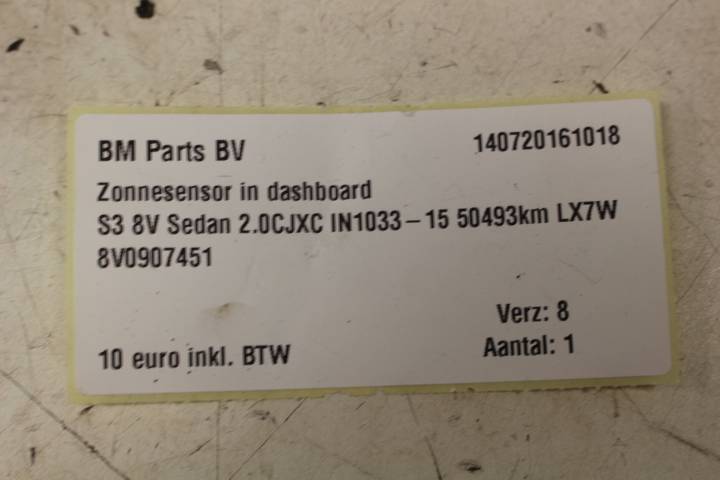 BM Parts BV 140720161018
Zonnesensor in dashboard
S3 8V Sedan 2.0CJXC IN1033-15 50493km LX7W
8V0907451
Verz: 8
10 euro inkl. BTW Aantal: 1